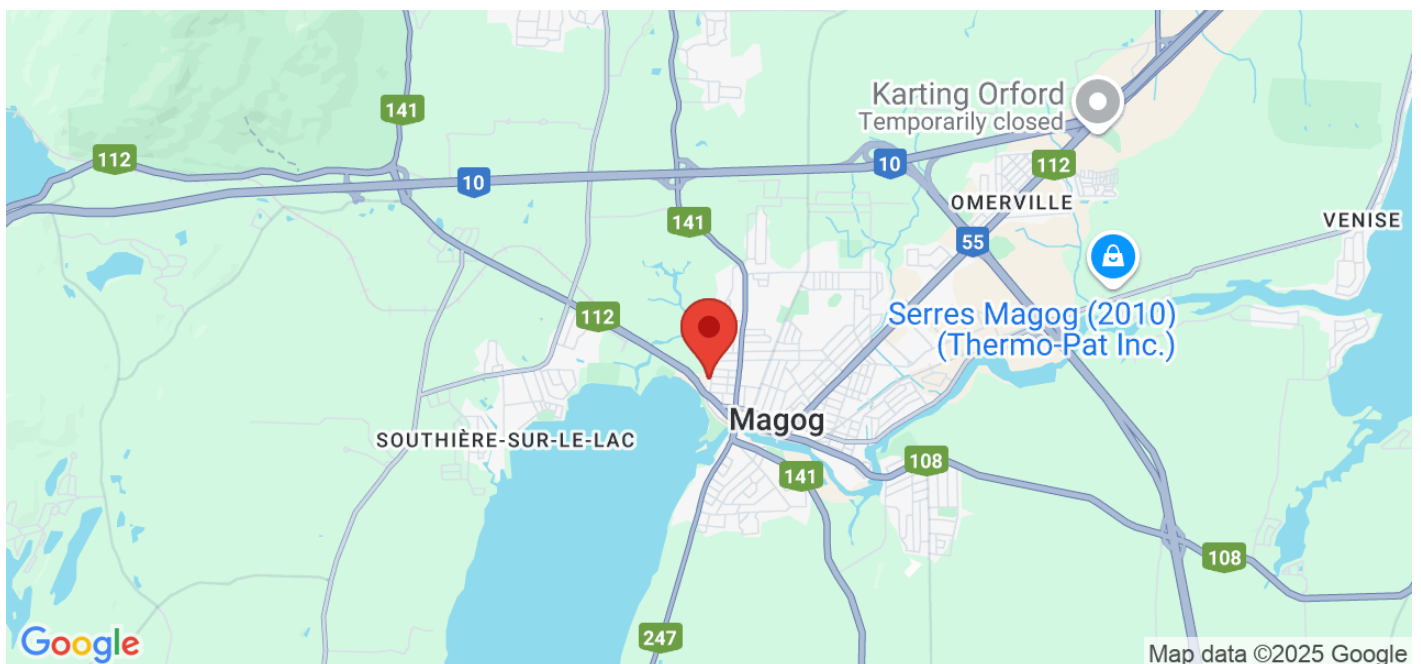 141
Karting Orford
Temporarily closed
112
10
10
112
OMERVILLE
141
55
VENISE
112
Serres Magog (2010)
(Thermo-Pat Inc.)
Magog
SOUTHIÈRE-SUR-LE-LAC
108
141
108
247
Google
Map data ©2025 Google